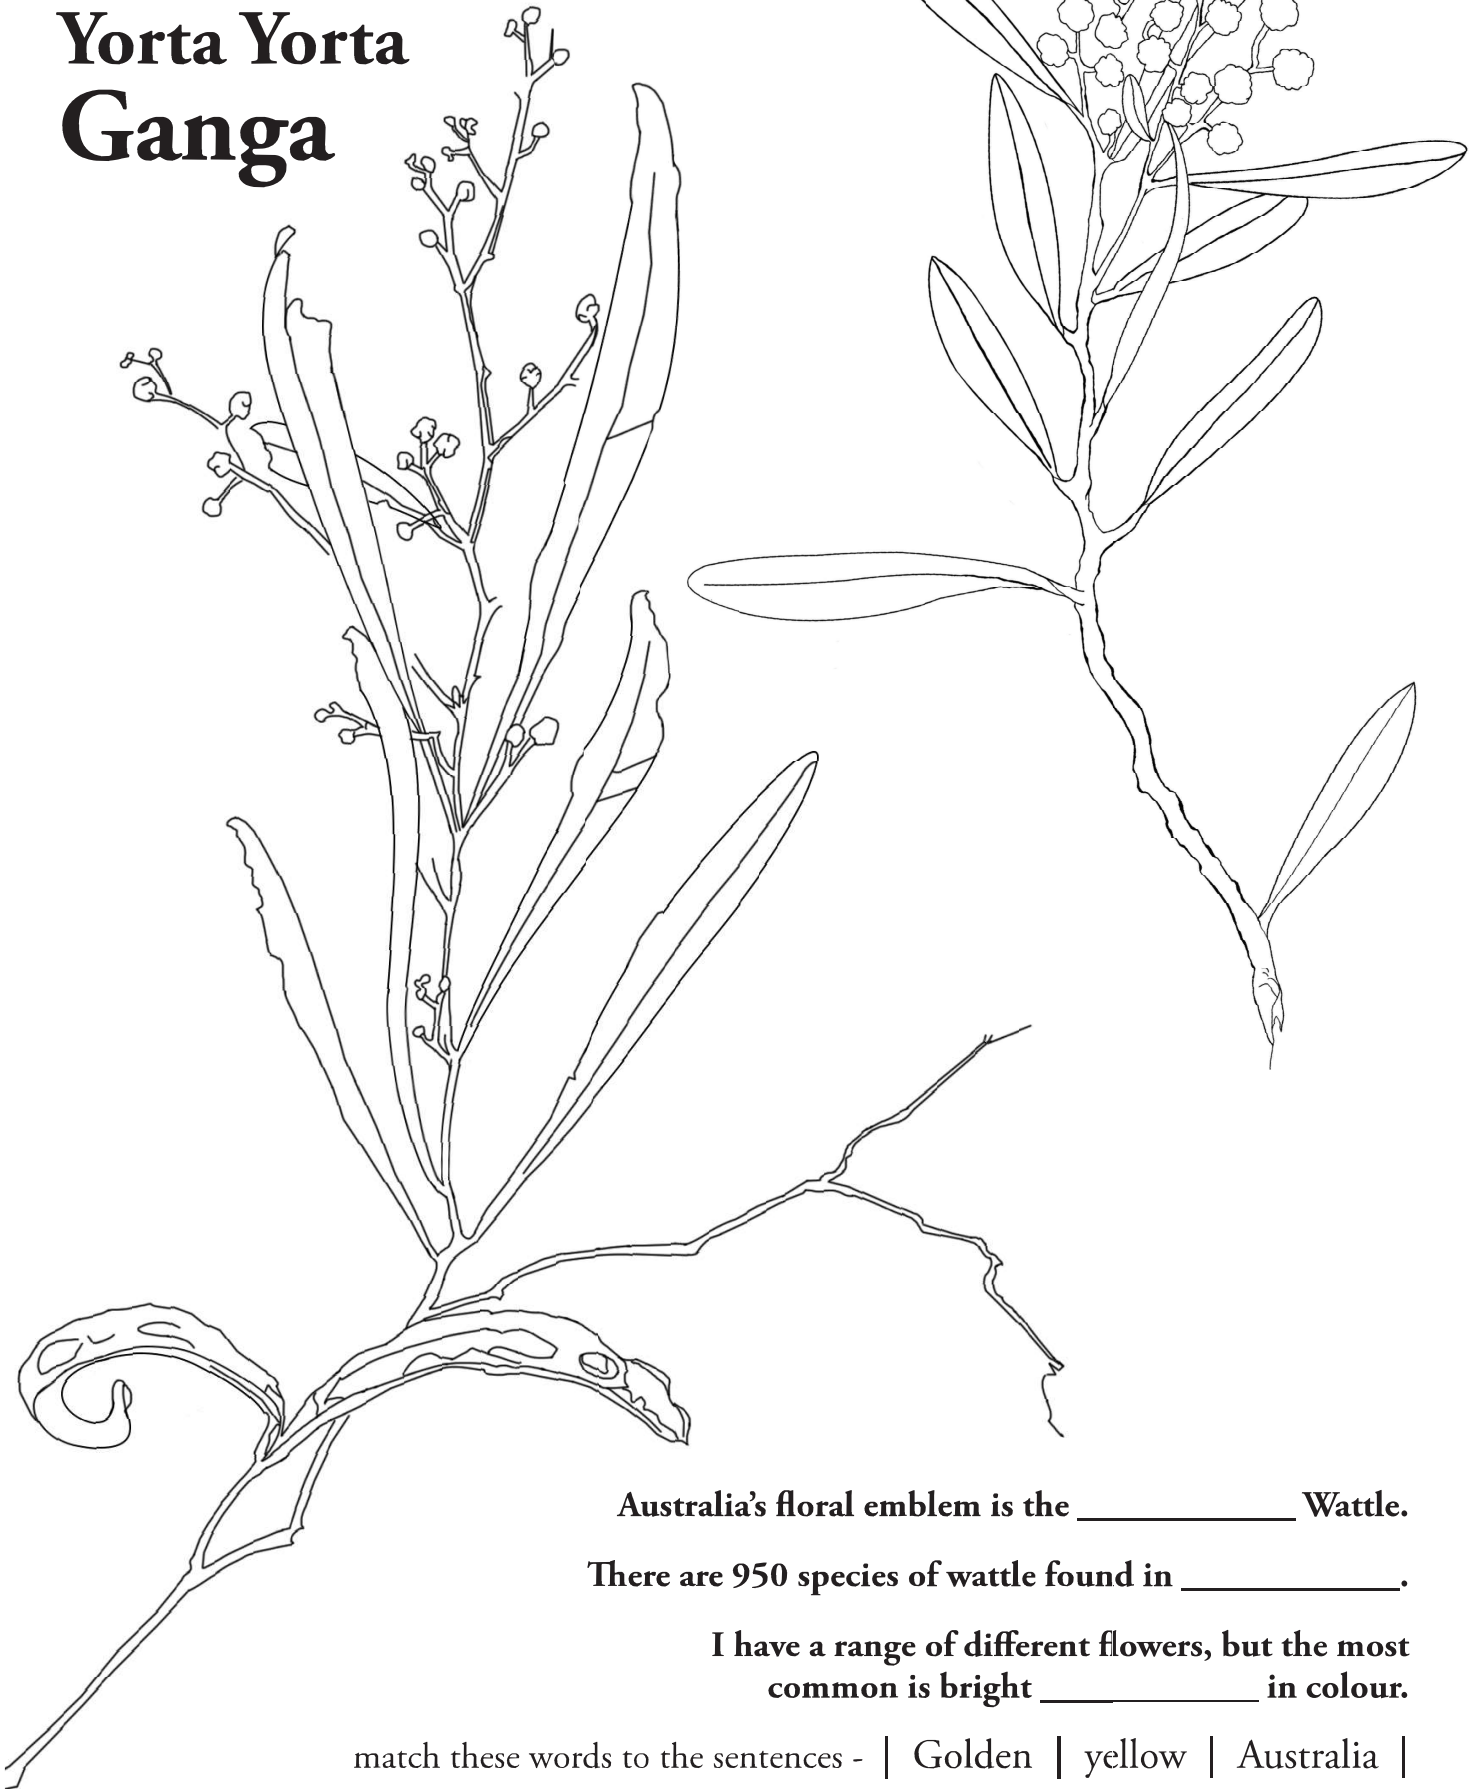 Yorta Yorta
Ganga
Australia’s floral emblem is the ____________ Wattle.
There are 950 species of wattle found in ____________.
I have a range of different flowers, but the most
common is bright ____________ in colour.
match these words to the sentences - | Golden | yellow | Australia |